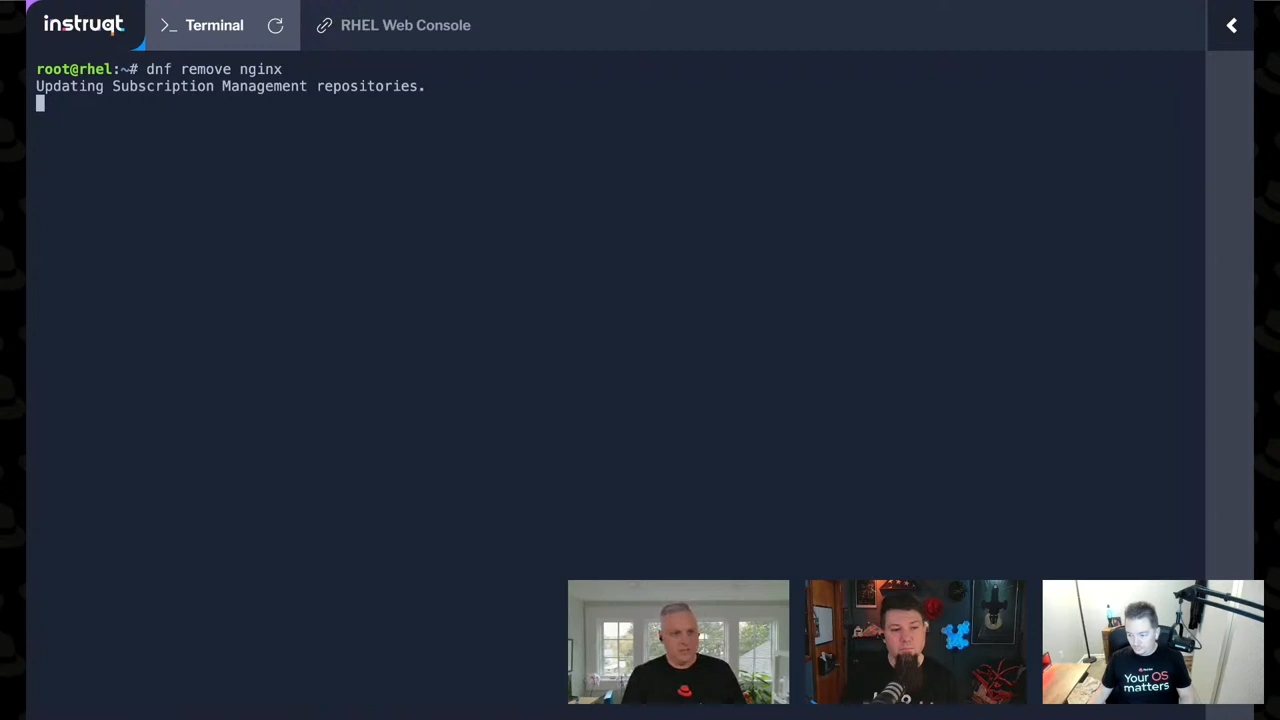 instruqt
>_ Terminal
RHEL Web Console
root@rhel:~# dnf remove nginx
Updating Subscription Management repositories.
Your OS
matters